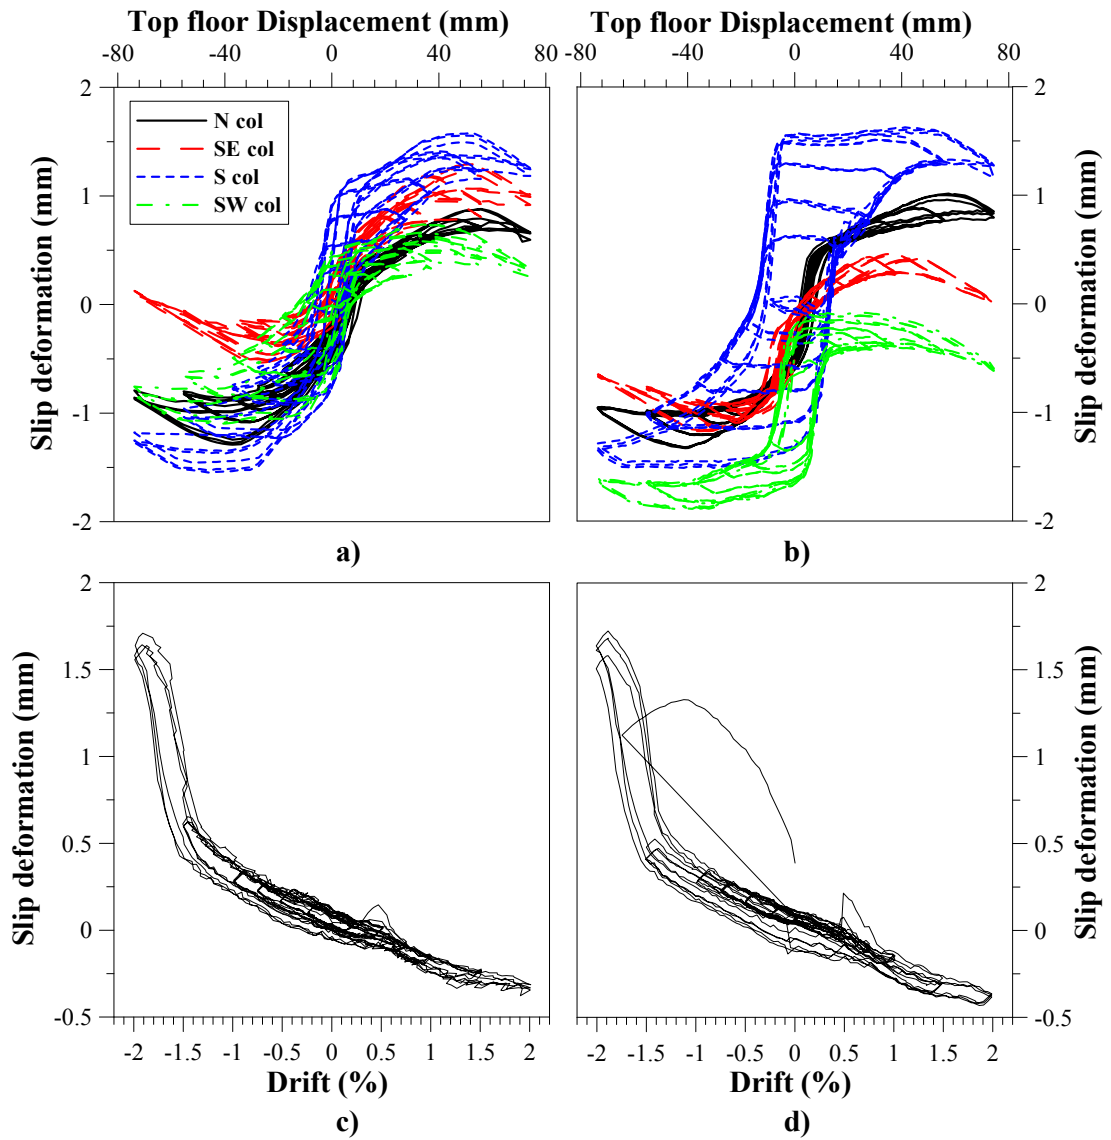 Top floor Displacement (mm)
Top floor Displacement (mm)
-80 -40 0 40 80
-80 -40 0 40 80
2
1
0
-1
-2
Slip deformation (mm)
N col
SE col
S col
SW col
2
1
0
-1
-2
Slip deformation (mm)
a)
b)
2
1.5
1
0.5
0
-0.5
Slip deformation (mm)
2
1.5
1
0.5
0
-0.5
Slip deformation (mm)
-2 -1.5 -1 -0.5 0 0.5 1 1.5 2
-2 -1.5 -1 -0.5 0 0.5 1 1.5 2
Drift (%)
Drift (%)
c)
d)